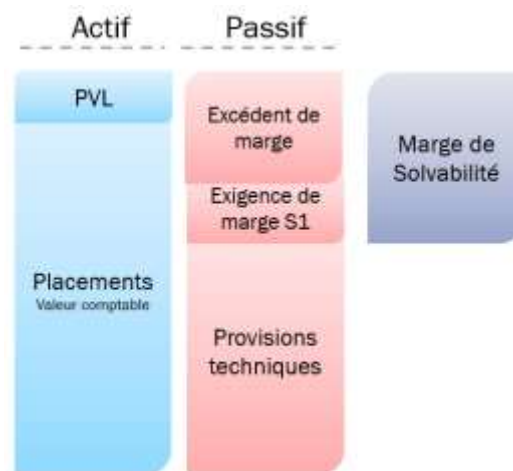 Actif
Passif
PVL
Placements
Valeur comptable
Excédent de
marge
Exigence de
marge S1
Provisions
techniques
Marge de
Solvabilité